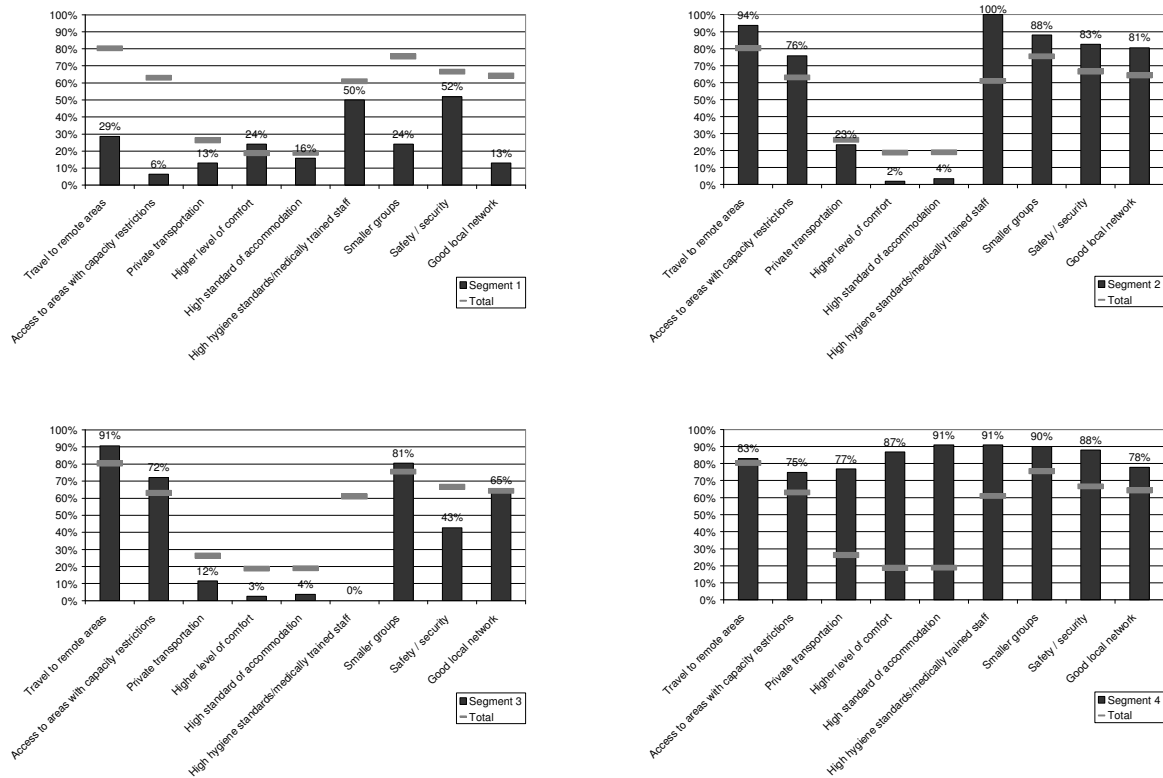 100%
90%
80%
70%
60%
50%
40%
30%
20%
10%
0%
29%
6%
13%
24%
16%
50%
24%
52%
13%
Travel to remote areas
Access to areas with capacity restrictions
Private transportation
Higher level of comfort
High standard of accommodation
High hygiene standards/medically trained staff
Smaller groups
Safety / security
Good local network
Segment 1
Total
100%
90%
80%
70%
60%
50%
40%
30%
20%
10%
0%
94%
76%
23%
2%
4%
100%
88%
83%
81%
Travel to remote areas
Access to areas with capacity restrictions
Private transportation
Higher level of comfort
High standard of accommodation
High hygiene standards/medically trained staff
Smaller groups
Safety / security
Good local network
Segment 2
Total
100%
90%
80%
70%
60%
50%
40%
30%
20%
10%
0%
91%
72%
12%
3%
4%
0%
81%
43%
65%
Travel to remote areas
Access to areas with capacity restrictions
Private transportation
Higher level of comfort
High standard of accommodation
High hygiene standards/medically trained staff
Smaller groups
Safety / security
Good local network
Segment 3
Total
100%
90%
80%
70%
60%
50%
40%
30%
20%
10%
0%
83%
75%
77%
87%
91%
91%
90%
88%
78%
Travel to remote areas
Access to areas with capacity restrictions
Private transportation
Higher level of comfort
High standard of accommodation
High hygiene standards/medically trained staff
Smaller groups
Safety / security
Good local network
Segment 4
Total